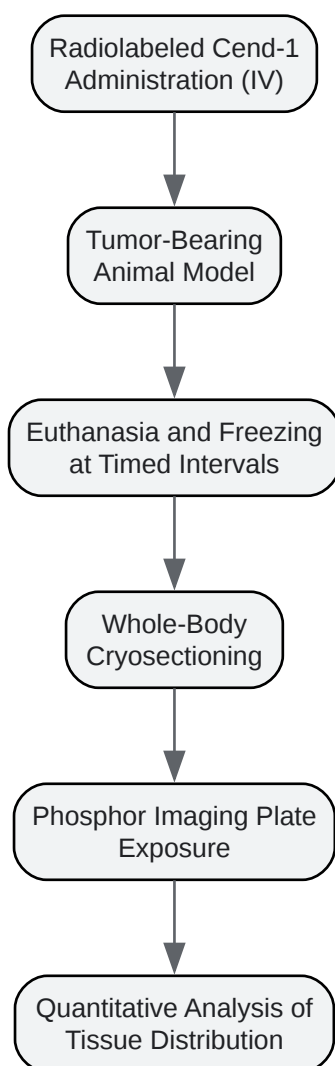 Radiolabeled Cend-1
Administration (IV)
Tumor-Bearing
Animal Model
Euthanasia and Freezing
at Timed Intervals
Whole-Body
Cryosectioning
Phosphor Imaging Plate
Exposure
Quantitative Analysis of
Tissue Distribution